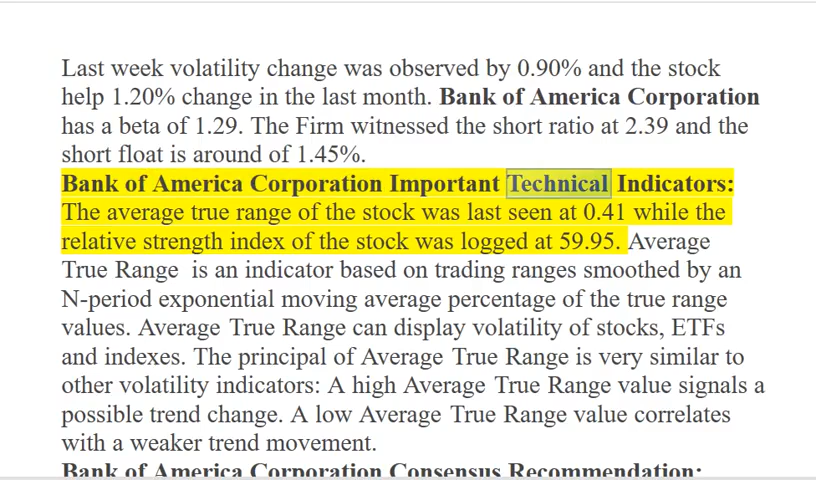 Last week volatility change was observed by 0.90% and the stock
help 1.20% change in the last month. Bank of America Corporation
has a beta of 1.29. The Firm witnessed the short ratio at 2.39 and the
short float is around of 1.45%.
Bank of America Corporation Important Technical Indicators:
The average true range of the stock was last seen at 0.41 while the
relative strength index of the stock was logged at 59.95. Average
True Range is an indicator based on trading ranges smoothed by an
N-period exponential moving average percentage of the true range
values. Average True Range can display volatility of stocks, ETFs
and indexes. The principal of Average True Range is very similar to
other volatility indicators: A high Average True Range value signals a
possible trend change. A low Average True Range value correlates
with a weaker trend movement.
Bank of America Corporation Consensus Recommendation: